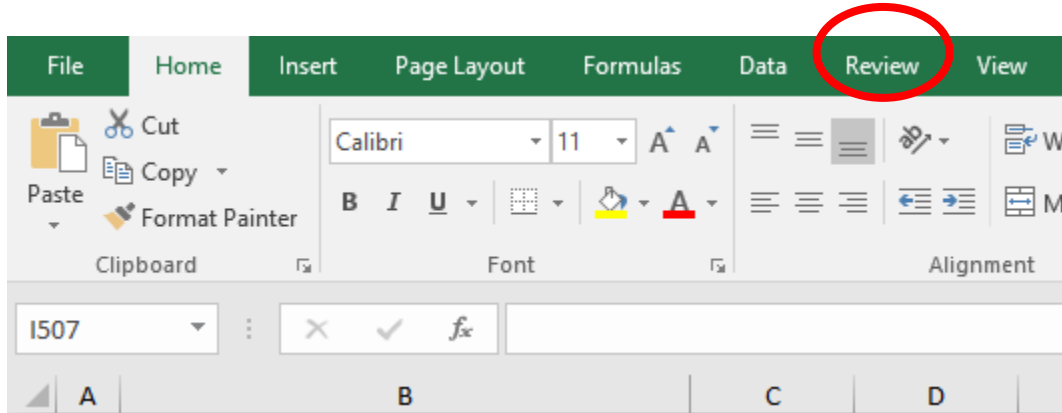 File Home Insert Page Layout Formulas Data Review View
Cut
Calibri 11 A A
W
Copy
Paste
B I U A
M
Format Painter
Clipboard Font Alignment
I507 fx
A B C D